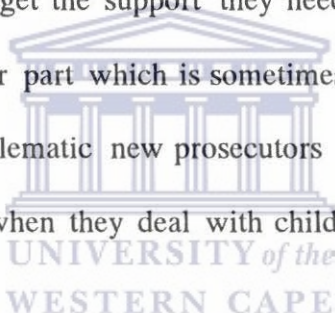 get the support they need
part which is sometimes
lematic new prosecutors
when they deal with child
UNIVERSITY of the
WESTERN CAPE